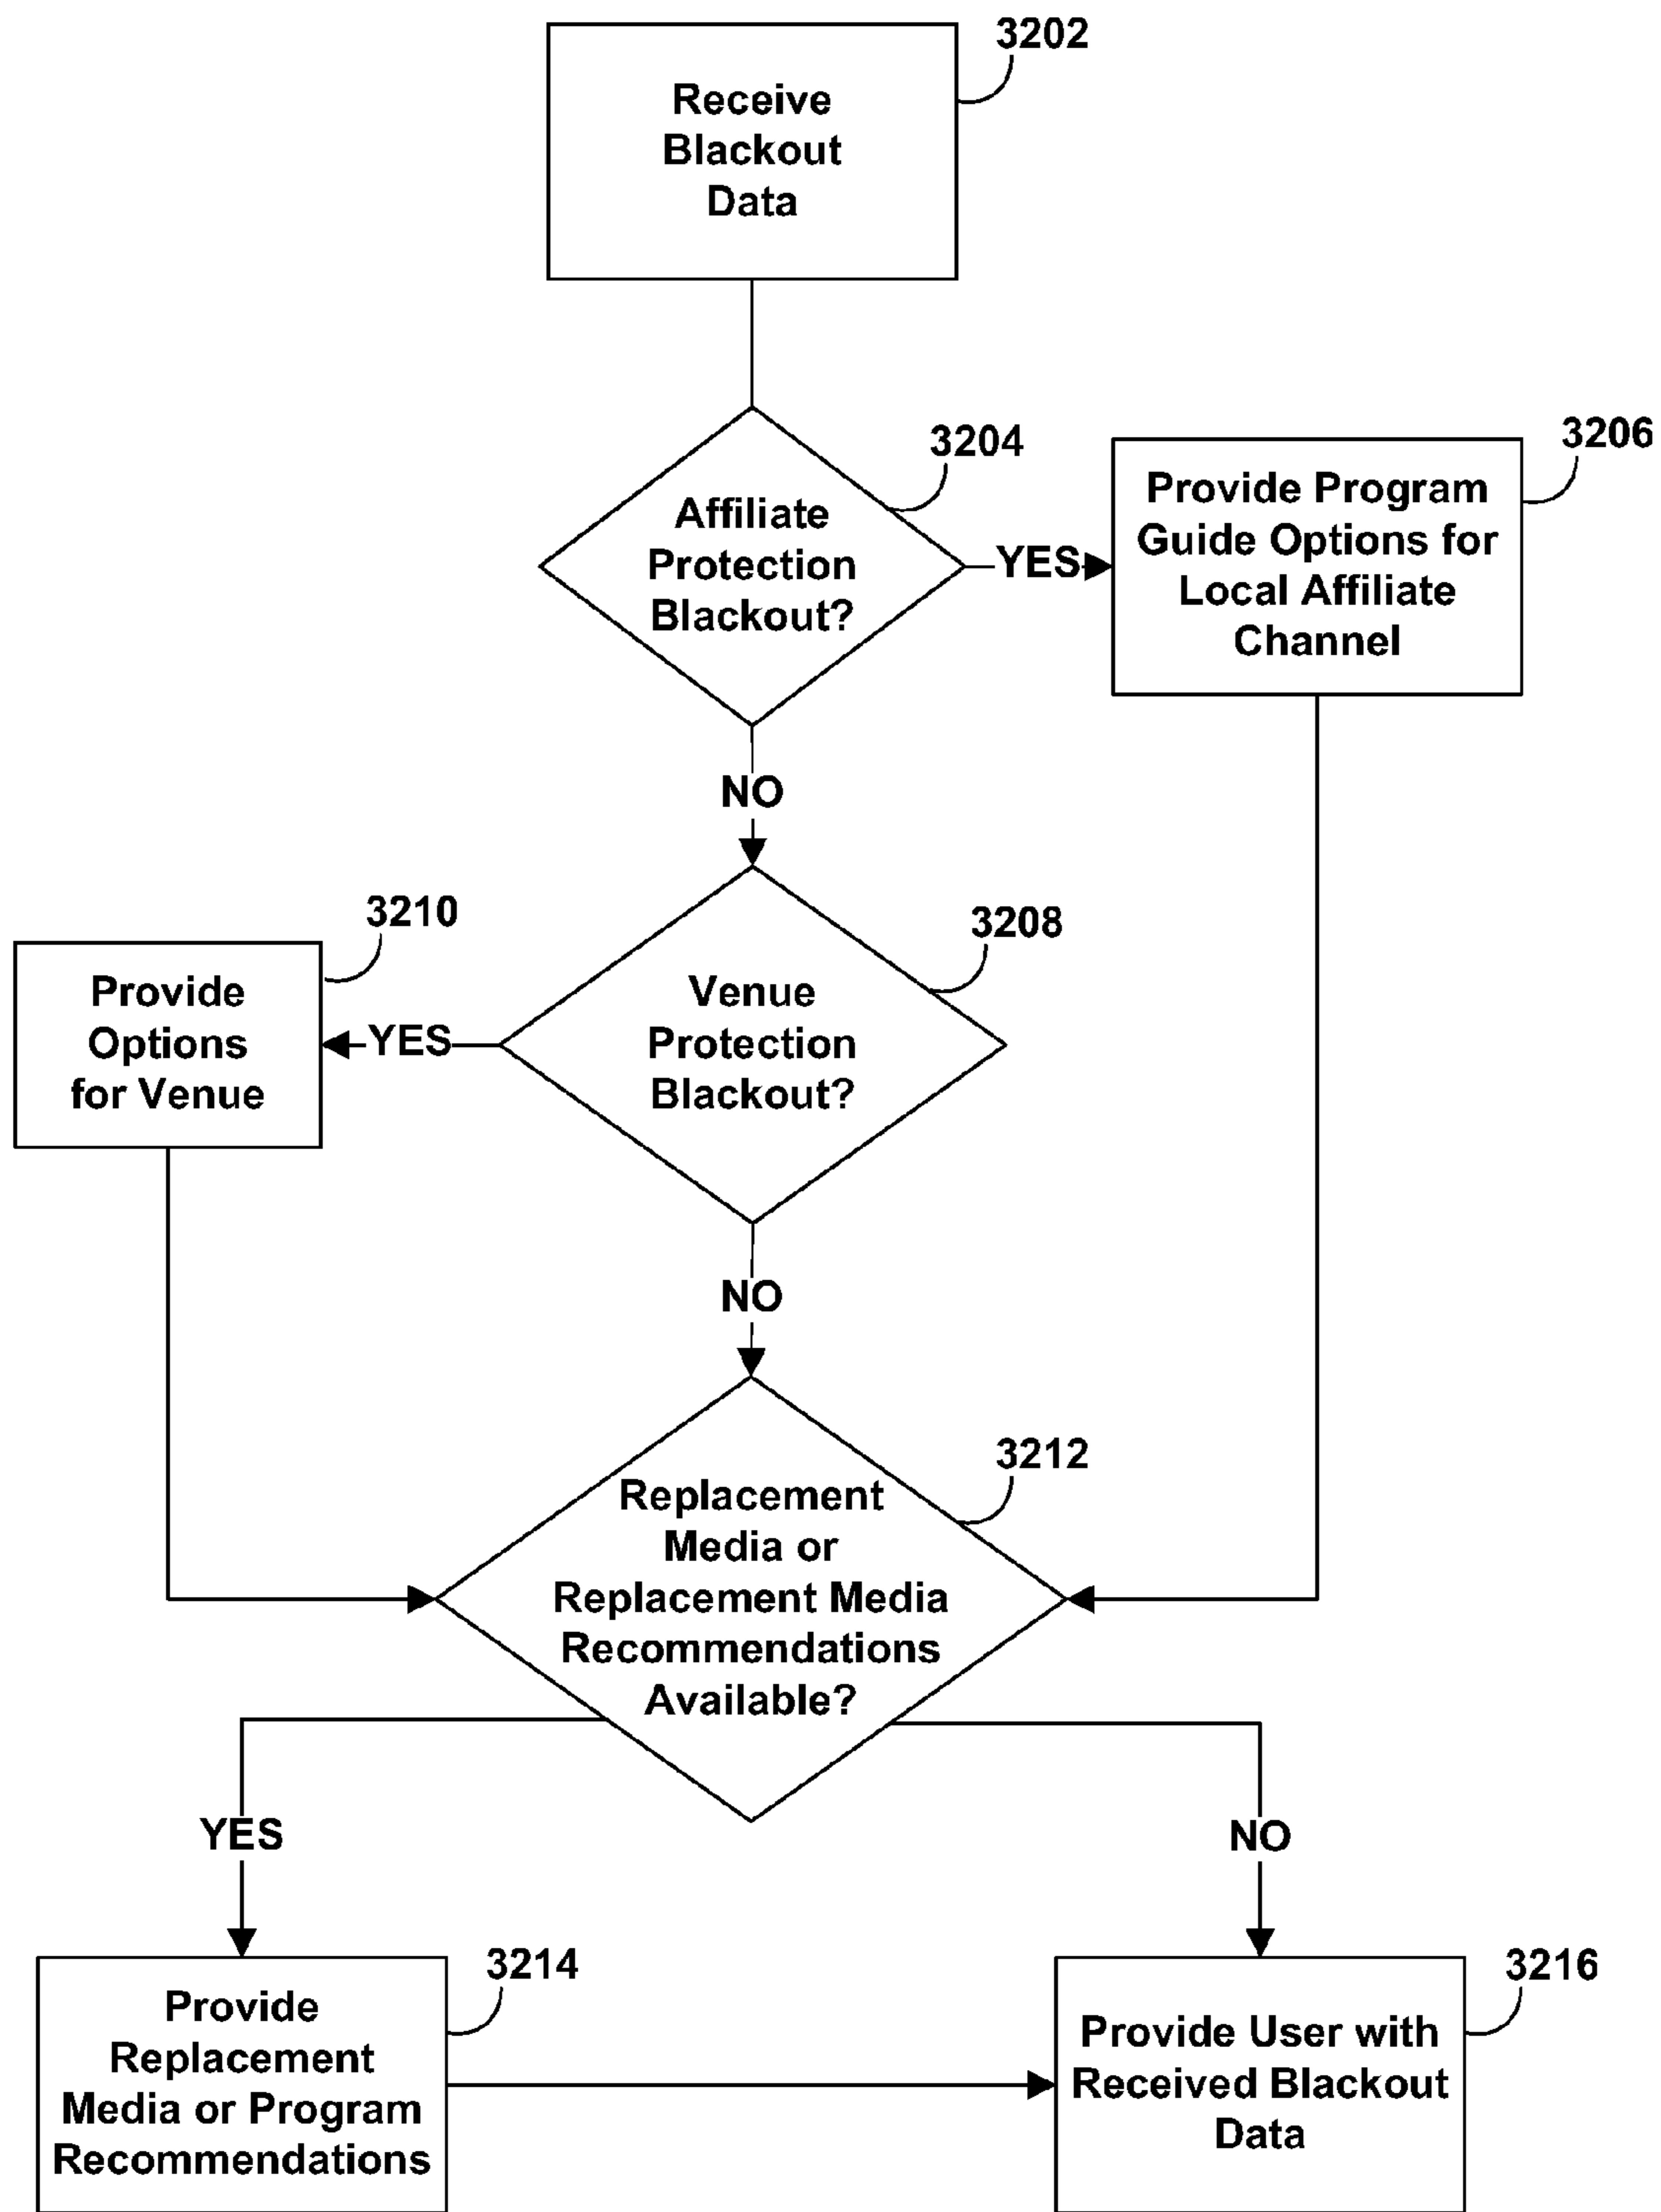 3202
Receive
Blackout
Data
3204
Affiliate
Protection
Blackout?
YES
3206
Provide Program
Guide Options for
Local Affiliate
Channel
NO
3208
Venue
Protection
Blackout?
YES
3210
Provide
Options
for Venue
NO
3212
Replacement
Media or
Replacement Media
Recommendations
Available?
YES
NO
3214
Provide
Replacement
Media or Program
Recommendations
3216
Provide User with
Received Blackout
Data